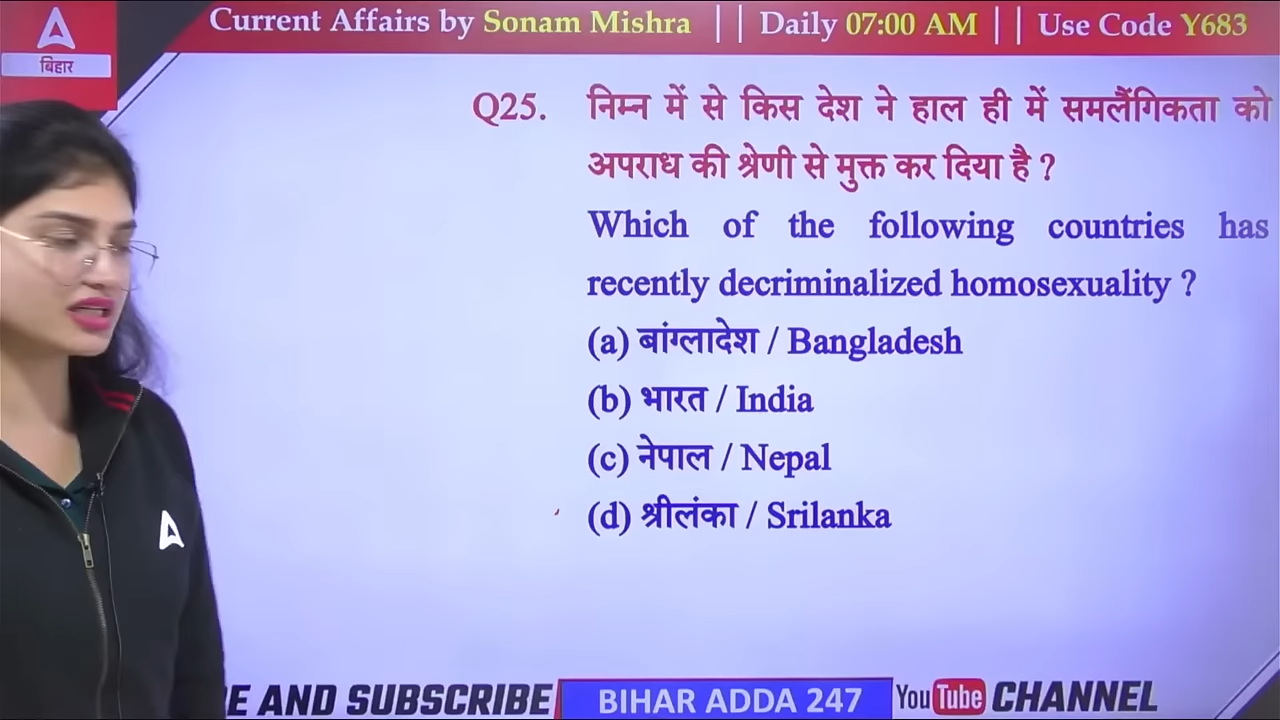 Current Affairs by Sonam Mishra || Daily 07:00 AM || Use Code Y683
बिहार
Q25. निम्न में से किस देश ने हाल ही में समलैंगिकता को
अपराध की श्रेणी से मुक्त कर दिया है ?
Which of the following countries has
recently decriminalized homosexuality ?
(a) बांग्लादेश / Bangladesh
(b) भारत / India
(c) नेपाल / Nepal
(d) श्रीलंका / Srilanka
E AND SUBSCRIBE BIHAR ADDA 247 YouTube CHANNEL